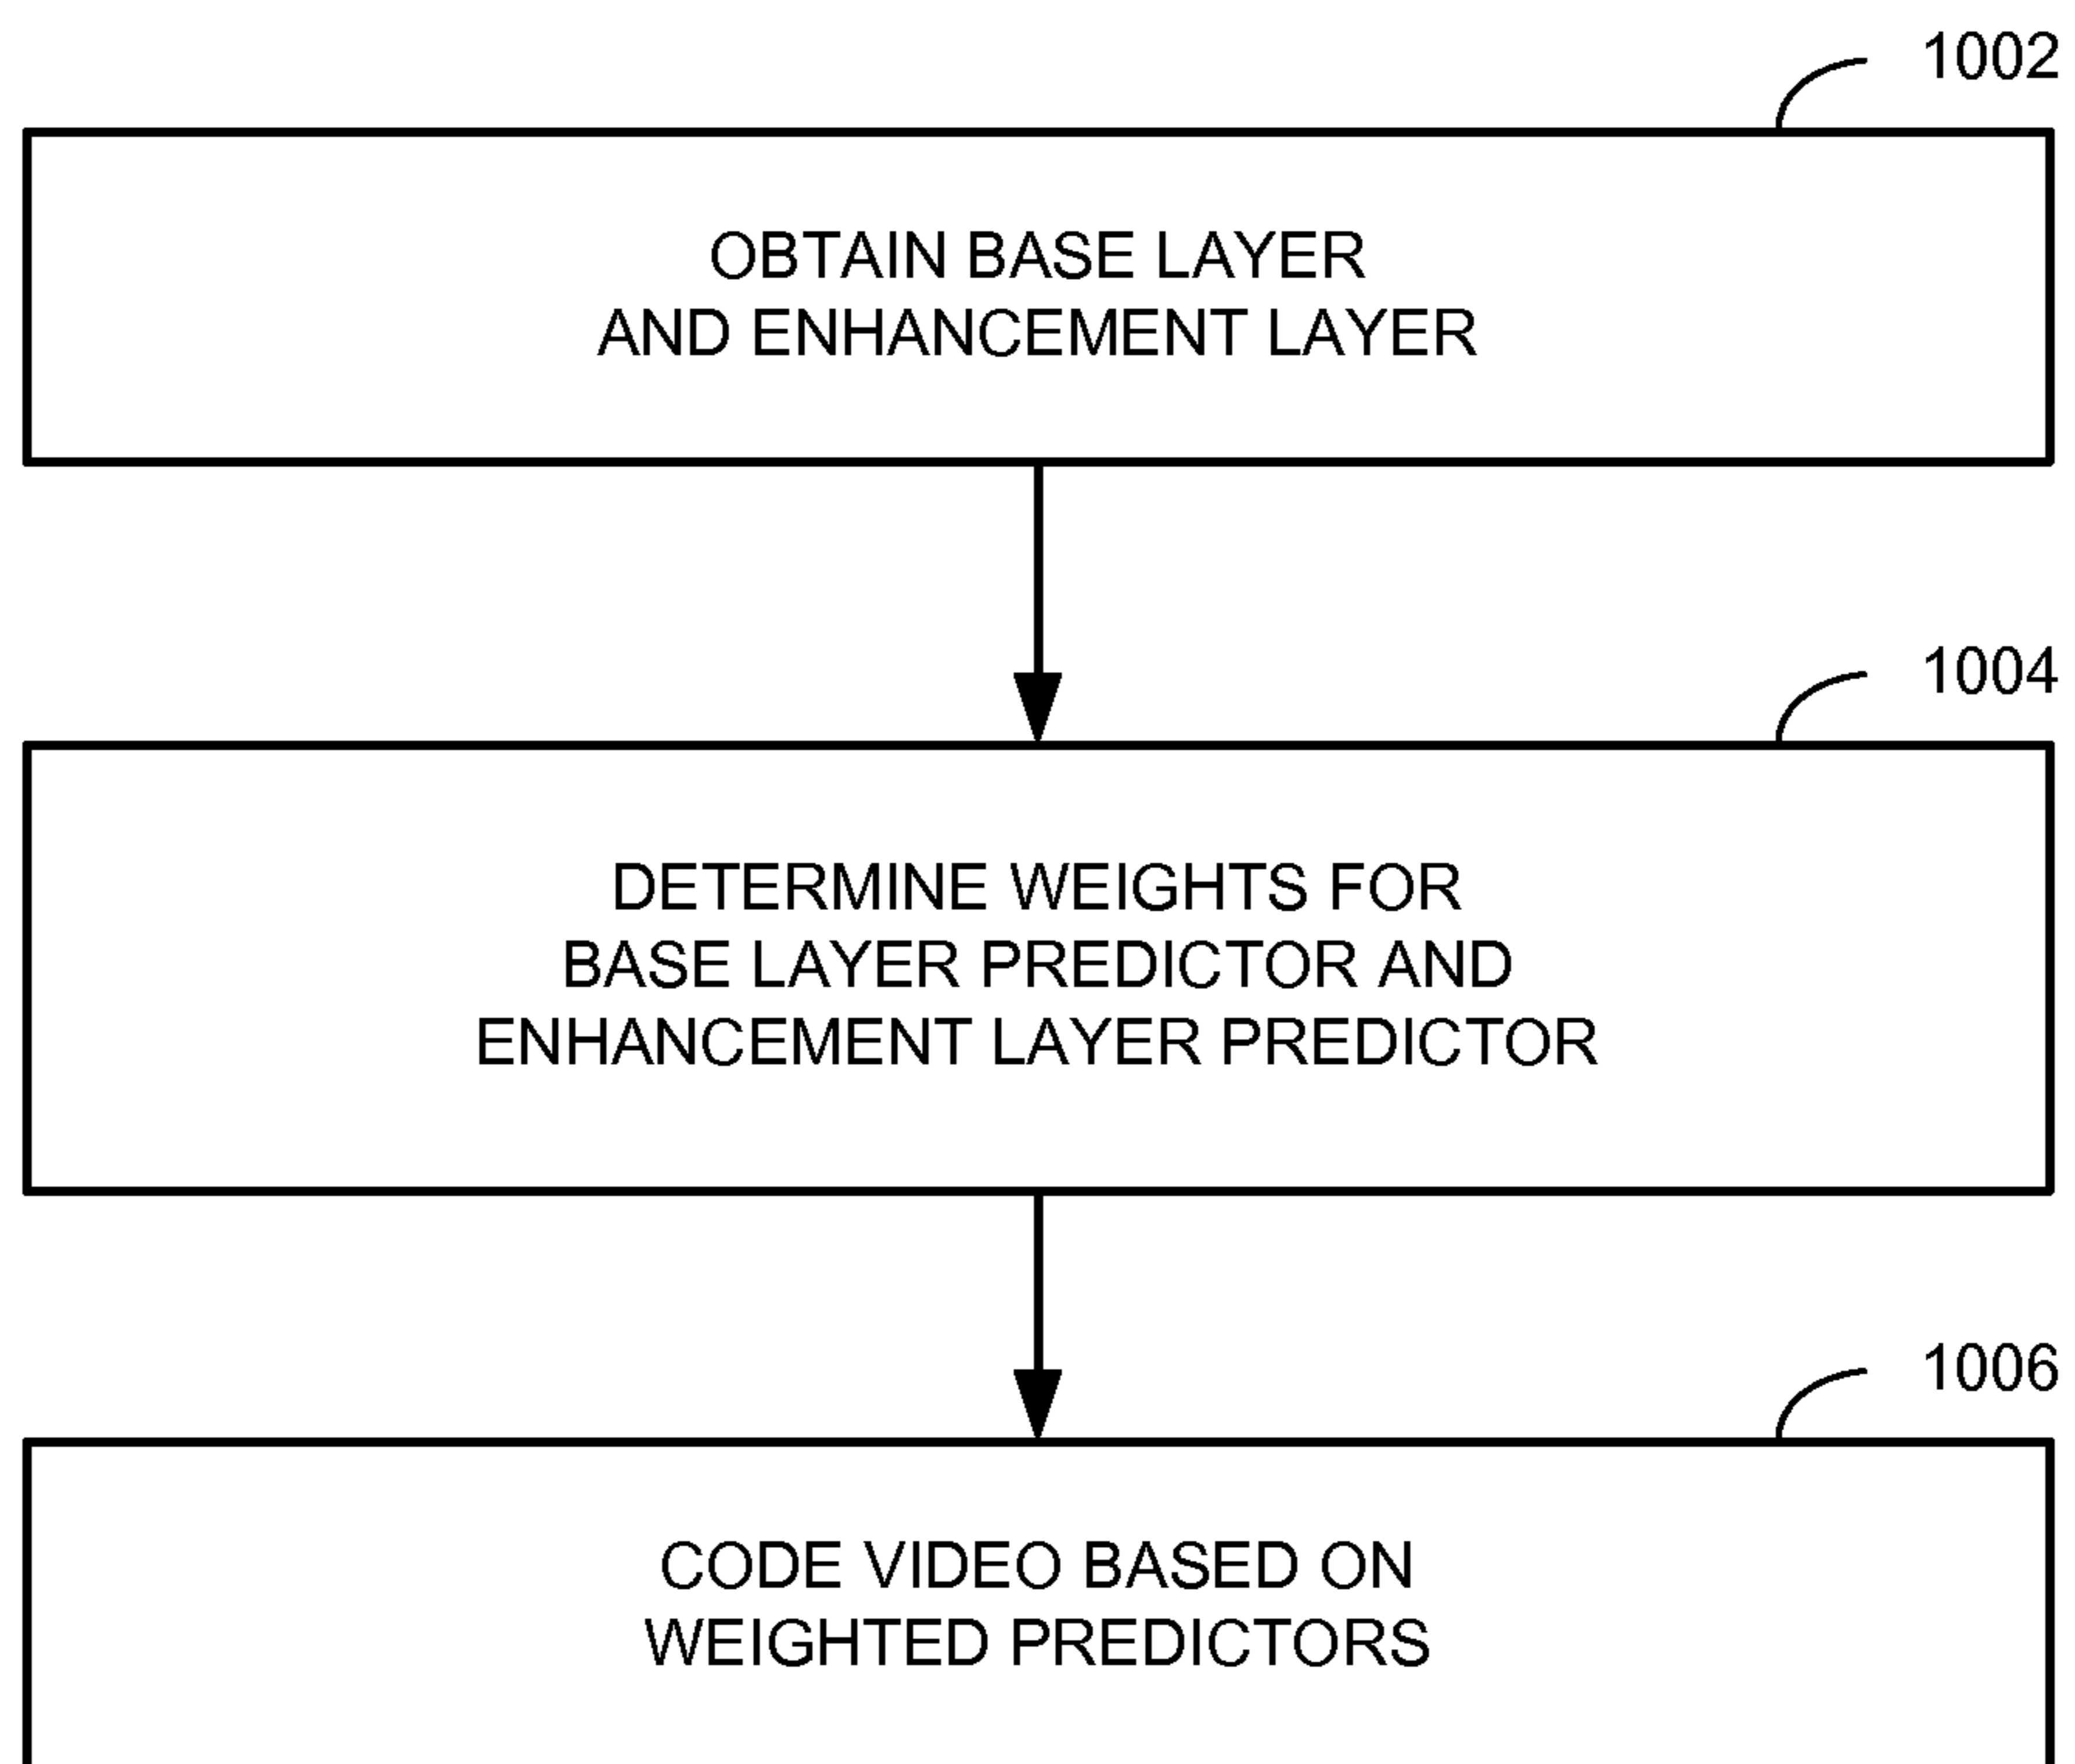 1002
OBTAIN BASE LAYER
AND ENHANCEMENT LAYER
1004
DETERMINE WEIGHTS FOR
BASE LAYER PREDICTOR AND
ENHANCEMENT LAYER PREDICTOR
1006
CODE VIDEO BASED ON
WEIGHTED PREDICTORS